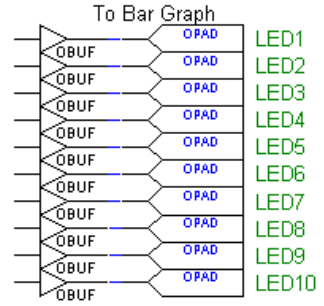 To Bar Graph
OPAD LED1
OBUF
OPAD LED2
OBUF
OPAD LED3
OBUF
OPAD LED4
OBUF
OPAD LED5
OBUF
OPAD LED6
OBUF
OPAD LED7
OBUF
OPAD LED8
OBUF
OPAD LED9
OBUF
OPAD LED10
OBUF